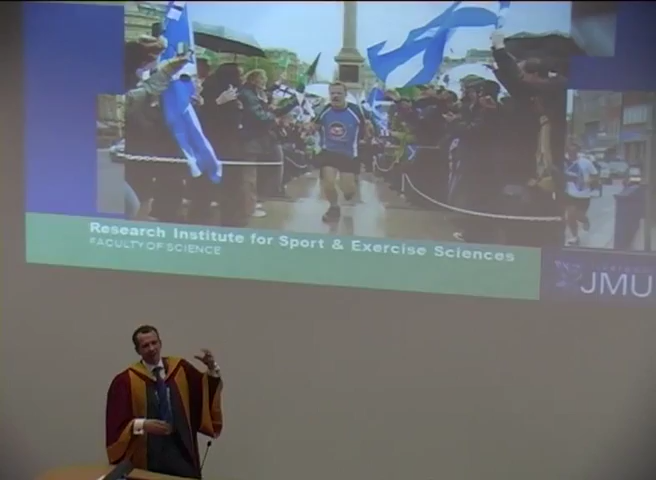 Research Institute for Sport & Exercise Sciences
FACULTY OF SCIENCE
JMU